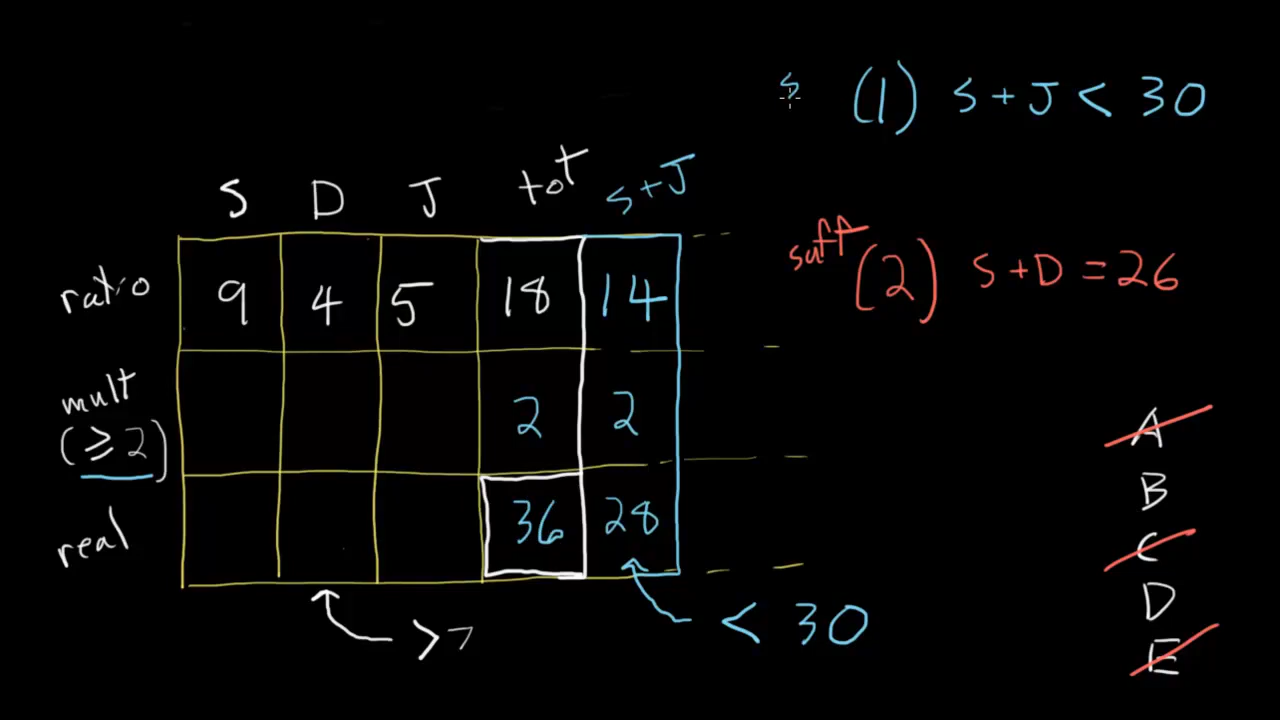 s (1) S + J < 30
S D J tot S+J
suff (2) S + D = 26
ratio 9 4 5 18 14
mult 2 2
(≥ 2)
real 36 28
A
B
C
D
E
> 7 < 30